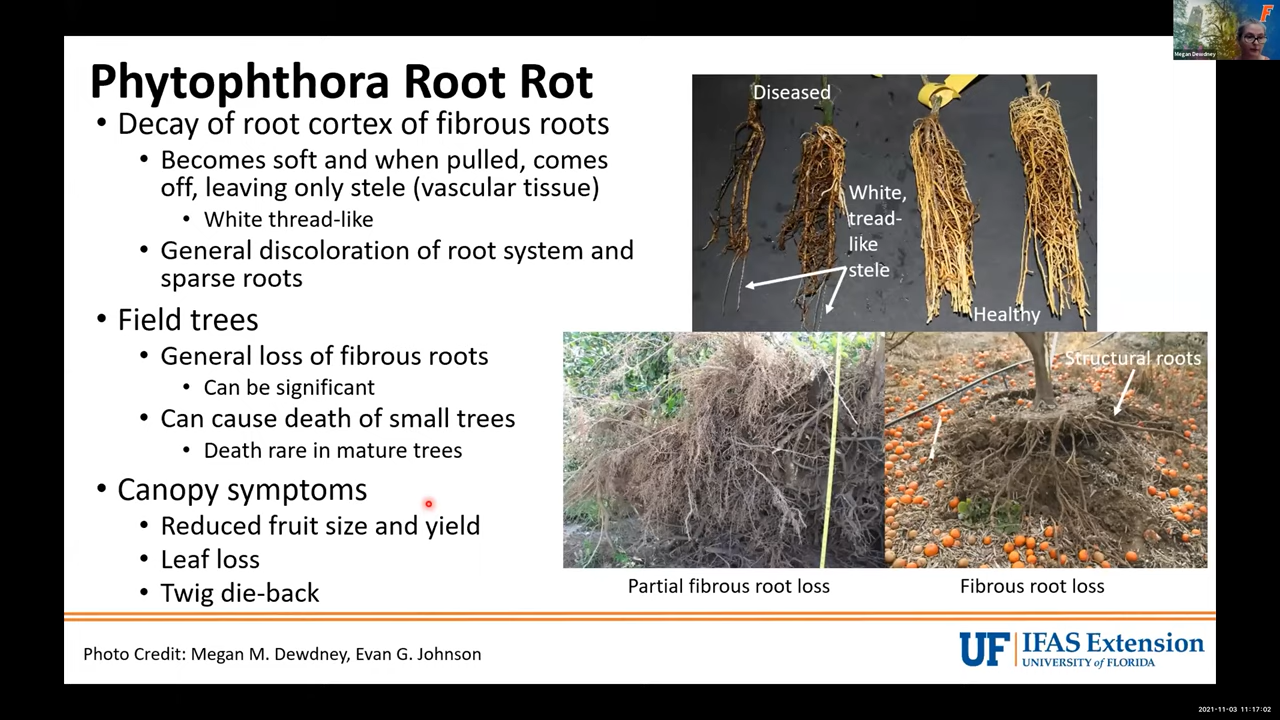 Megan Dewdney
Phytophthora Root Rot
• Decay of root cortex of fibrous roots
• Becomes soft and when pulled, comes
off, leaving only stele (vascular tissue)
• White thread-like
• General discoloration of root system and
sparse roots
• Field trees
• General loss of fibrous roots
• Can be significant
• Can cause death of small trees
• Death rare in mature trees
• Canopy symptoms
• Reduced fruit size and yield
• Leaf loss
• Twig die-back
Diseased
White,
tread-
like
stele
Healthy
Structural roots
Partial fibrous root loss
Fibrous root loss
Photo Credit: Megan M. Dewdney, Evan G. Johnson
UF IFAS Extension
UNIVERSITY of FLORIDA
2021-11-03 11:17:02
F